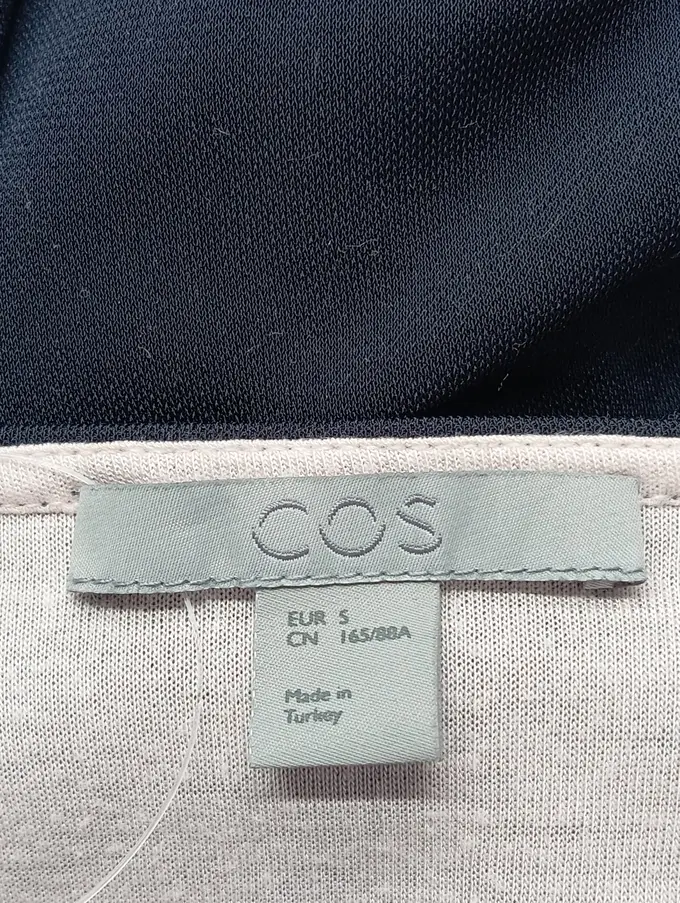 COS
EUR S
CN 165/88A
Made in
Turkey